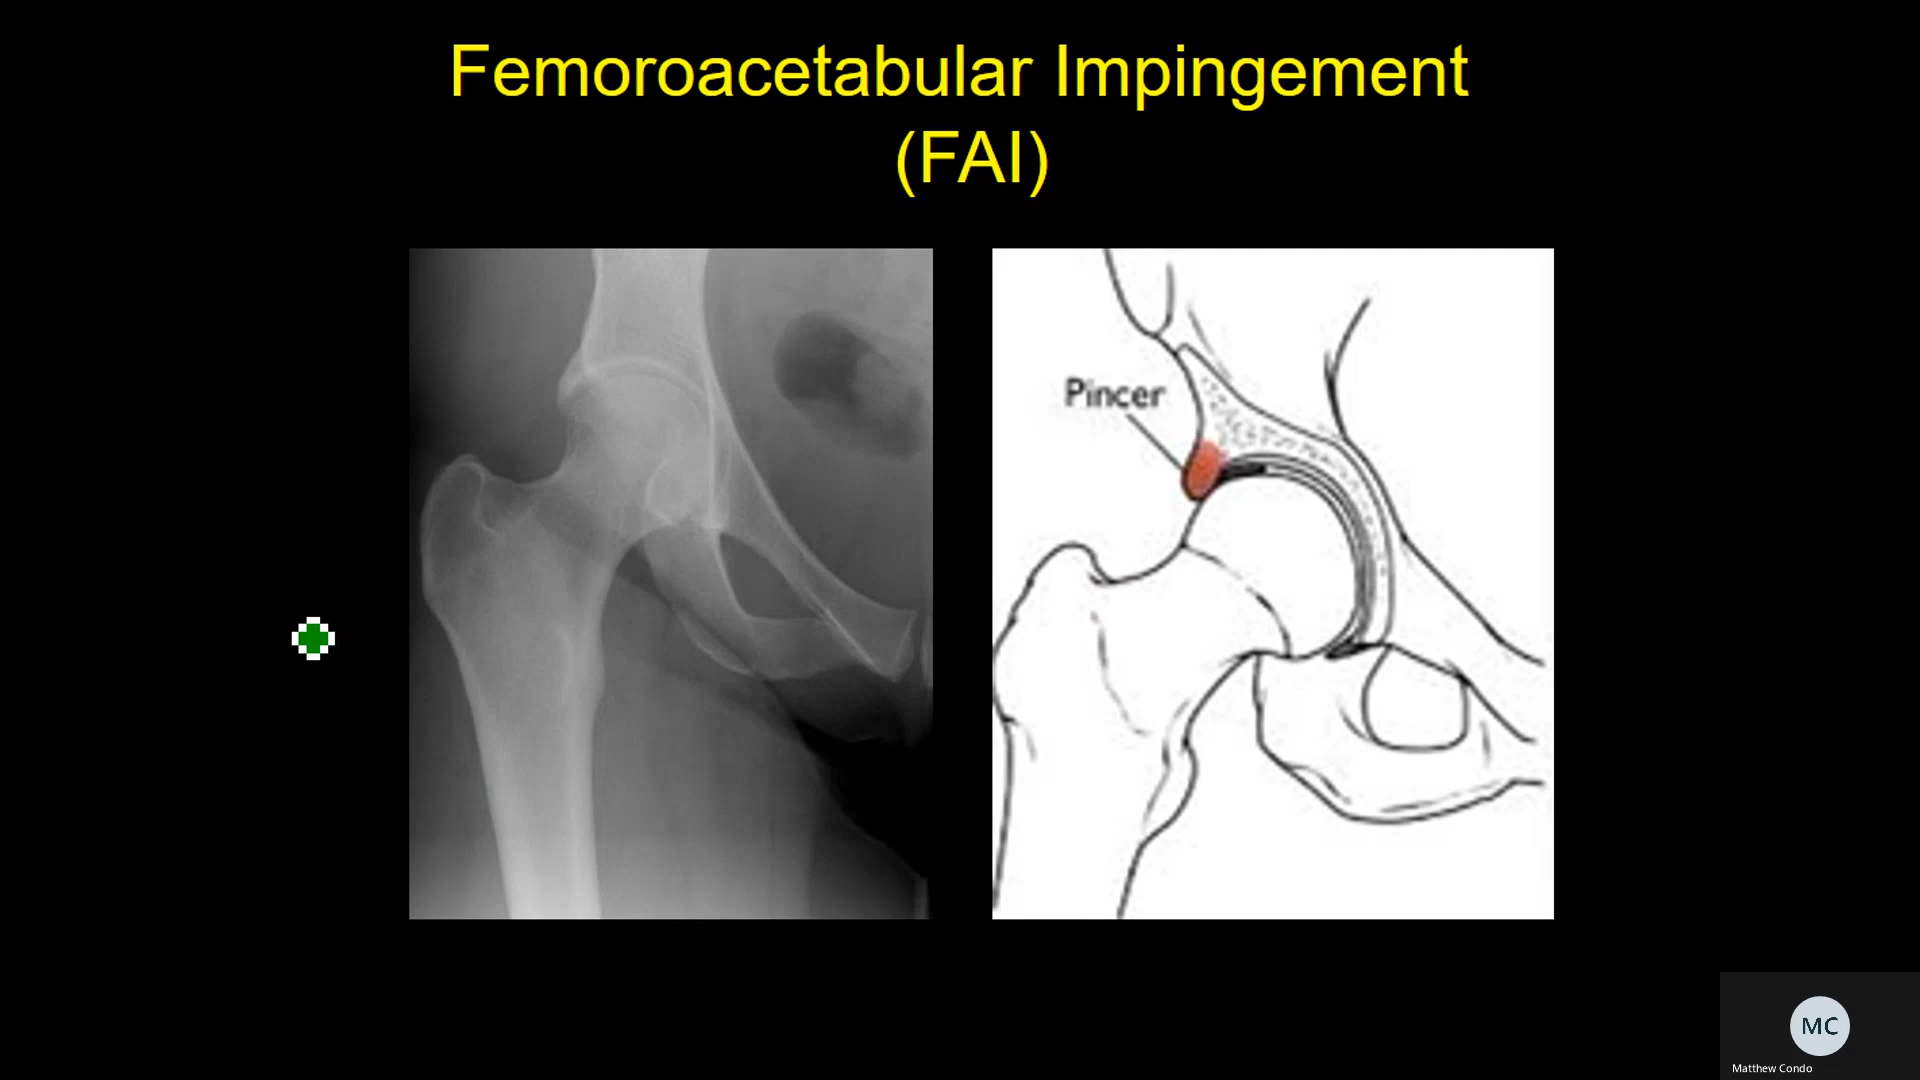 Femoroacetabular Impingement
(FAI)
Pincer
MC
Matthew Condo